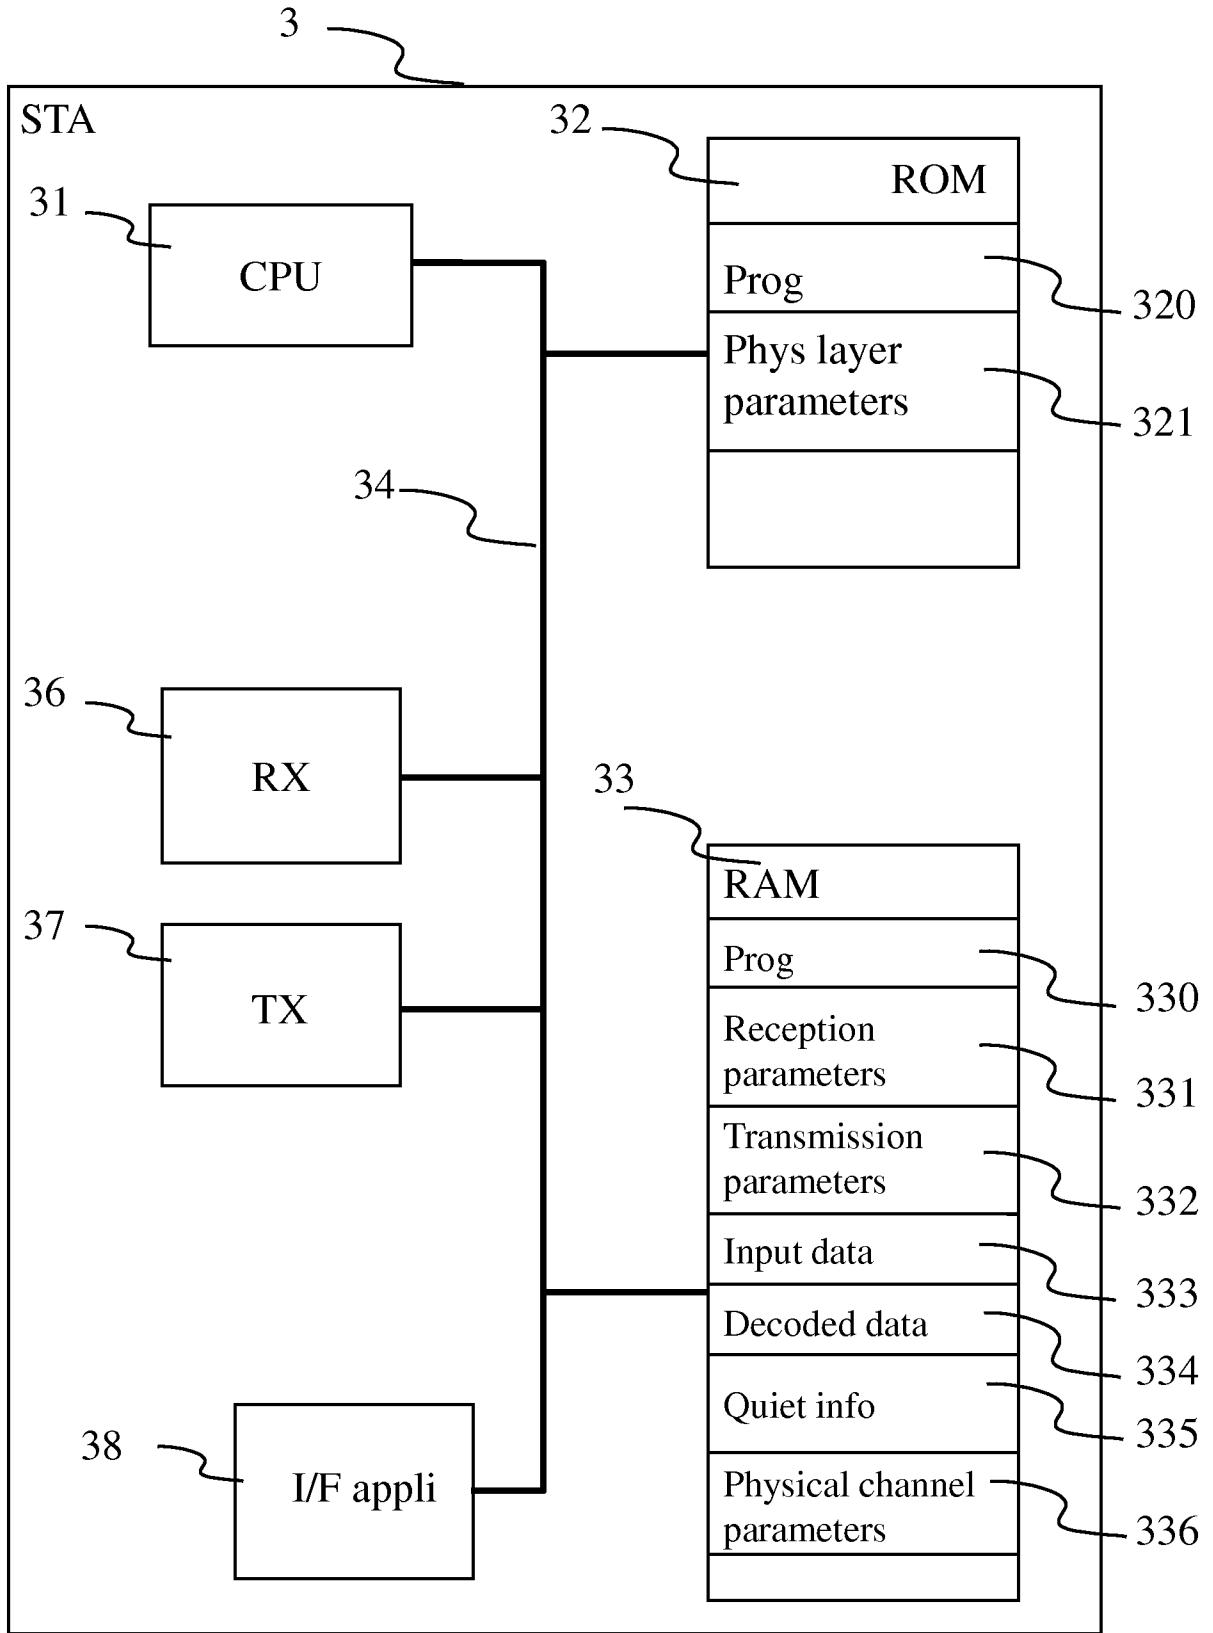 3
STA
32
ROM
31
CPU
Prog
320
Phys layer
parameters
321
34
36
RX
33
RAM
37
TX
Prog
330
Reception
parameters
331
Transmission
parameters
332
Input data
333
Decoded data
334
Quiet info
335
38
I/F appli
Physical channel
parameters
336